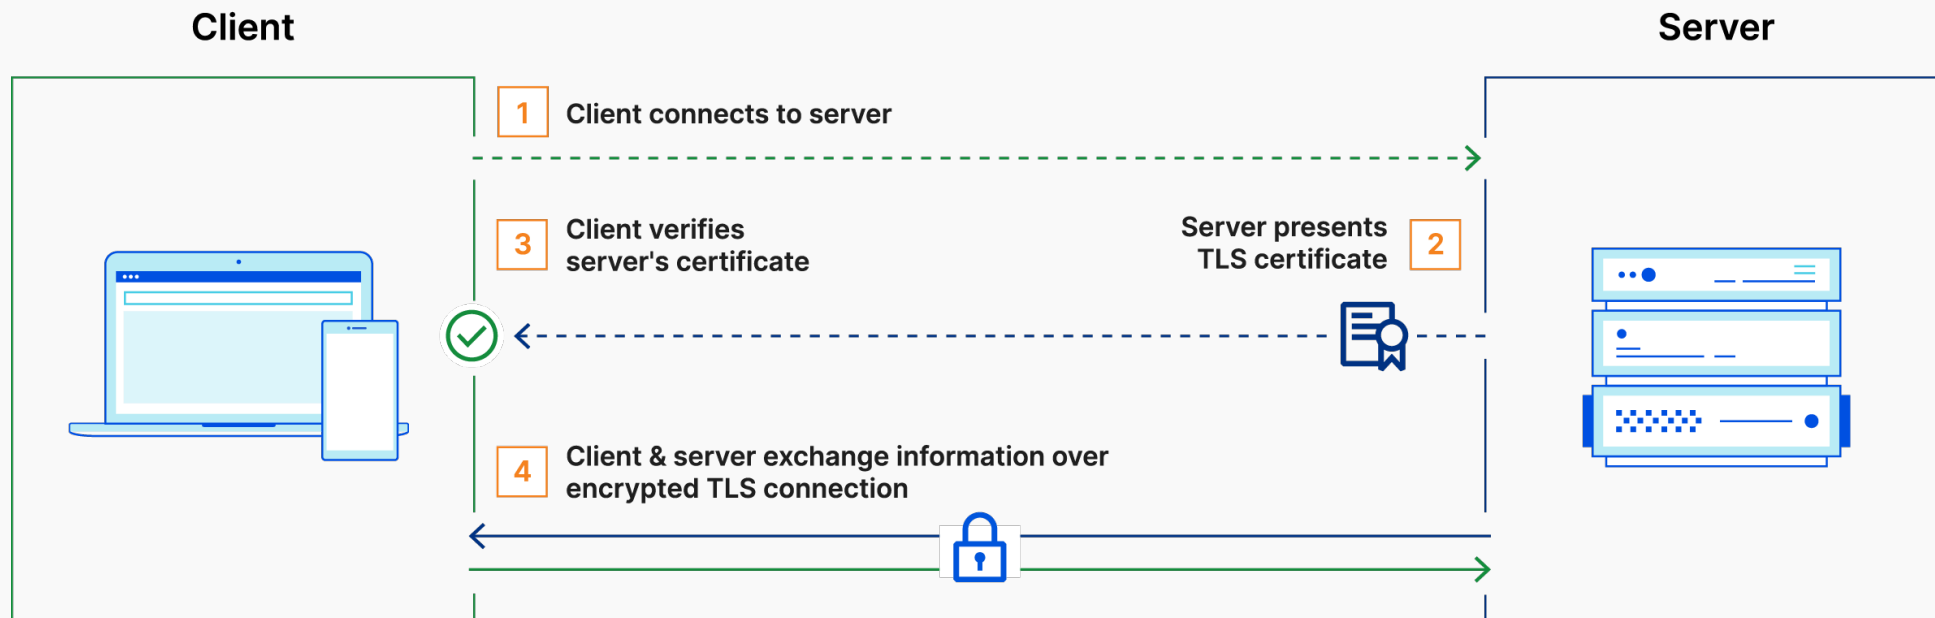 Client
Server
1
Client connects to server
3
Client verifies
server's certificate
Server presents
TLS certificate
2
4
Client & server exchange information over
encrypted TLS connection